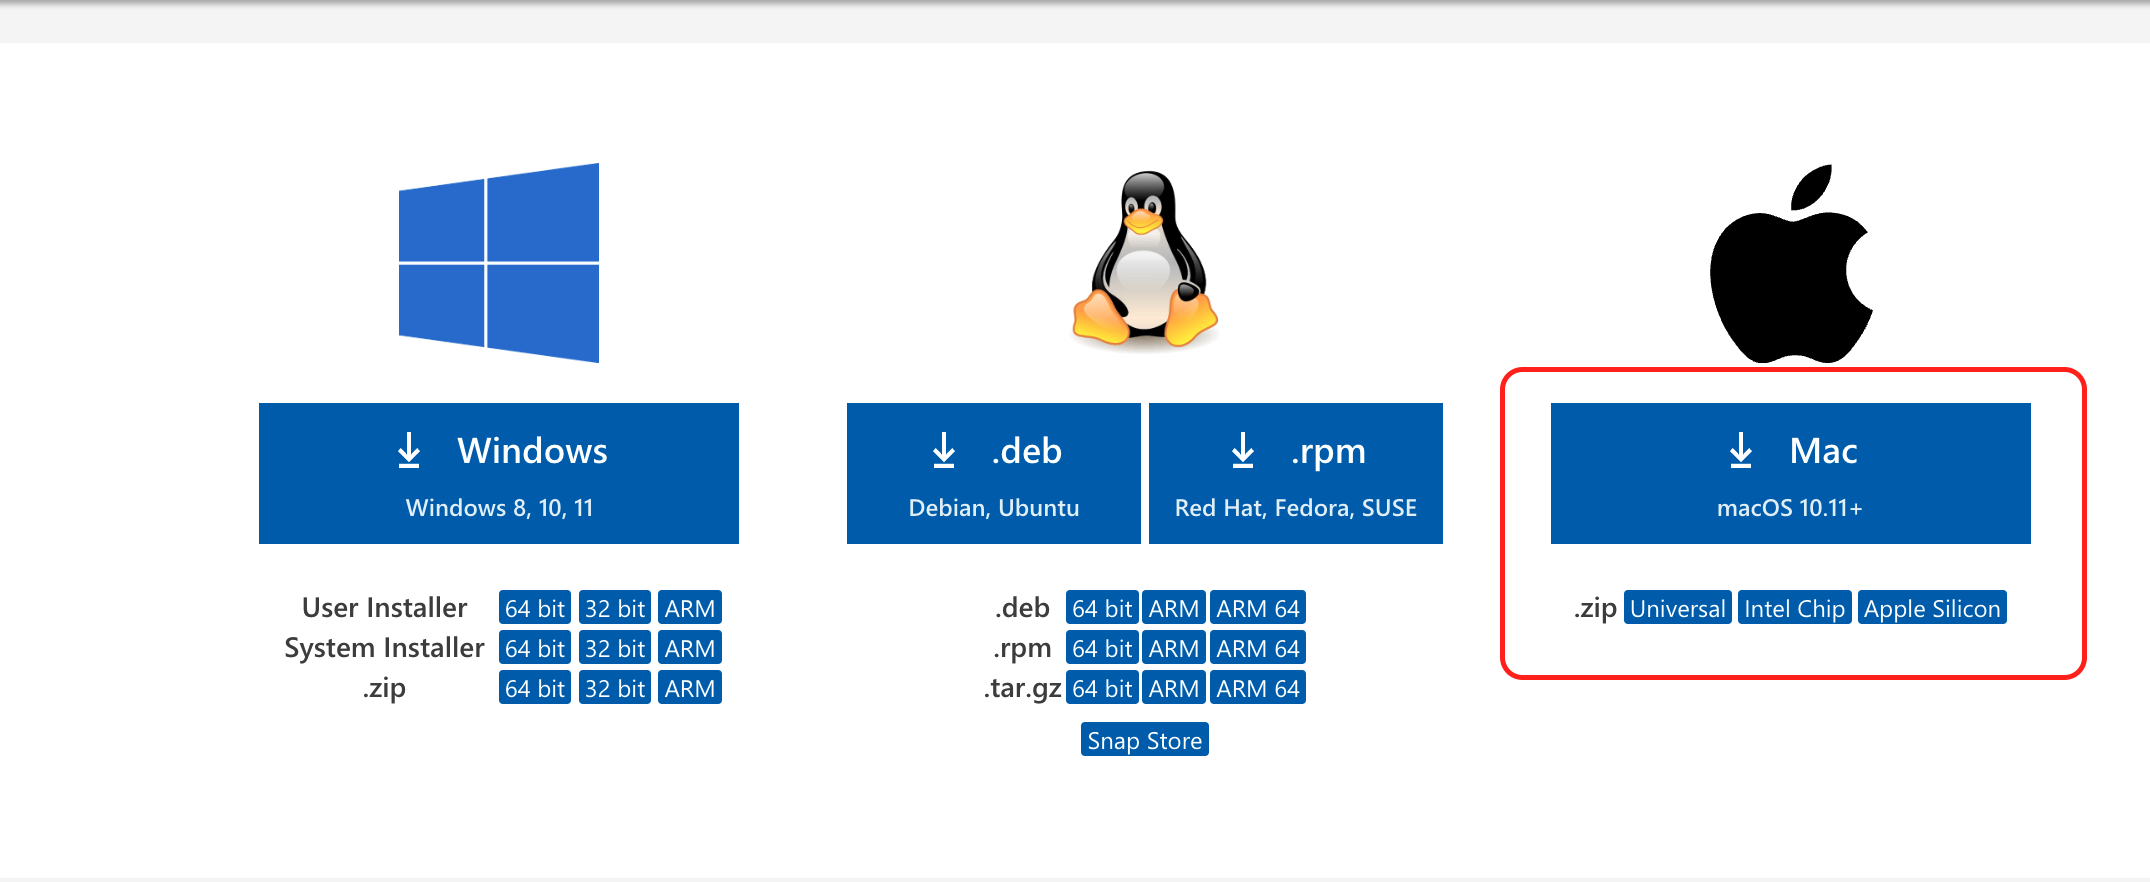 Windows
Windows 8, 10, 11
User Installer 64 bit 32 bit ARM
System Installer 64 bit 32 bit ARM
.zip 64 bit 32 bit ARM
.deb
Debian, Ubuntu
.rpm
Red Hat, Fedora, SUSE
.deb 64 bit ARM ARM 64
.rpm 64 bit ARM ARM 64
.tar.gz 64 bit ARM ARM 64
Snap Store
Mac
macOS 10.11+
.zip Universal Intel Chip Apple Silicon